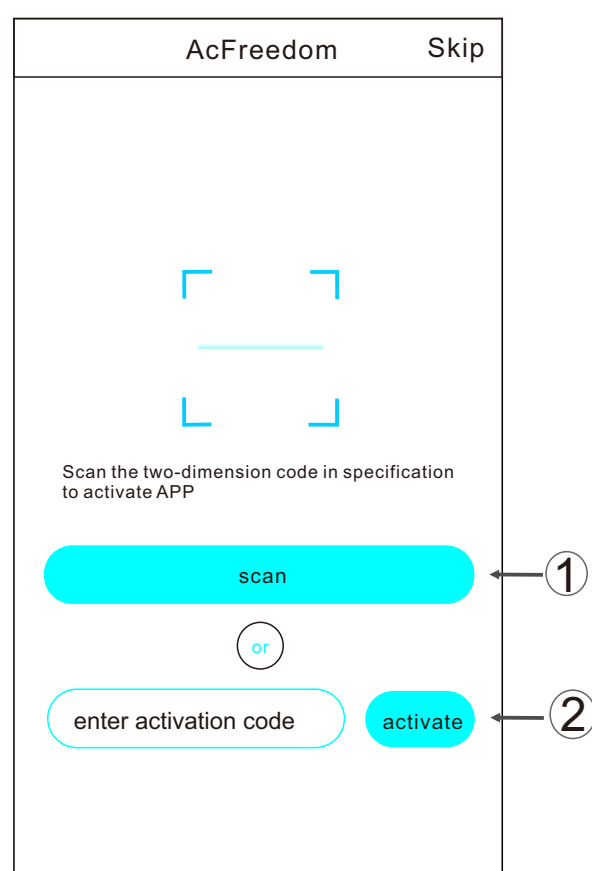 AcFreedom Skip
Scan the two-dimension code in specification
to activate APP
scan
1
or
enter activation code
activate
2